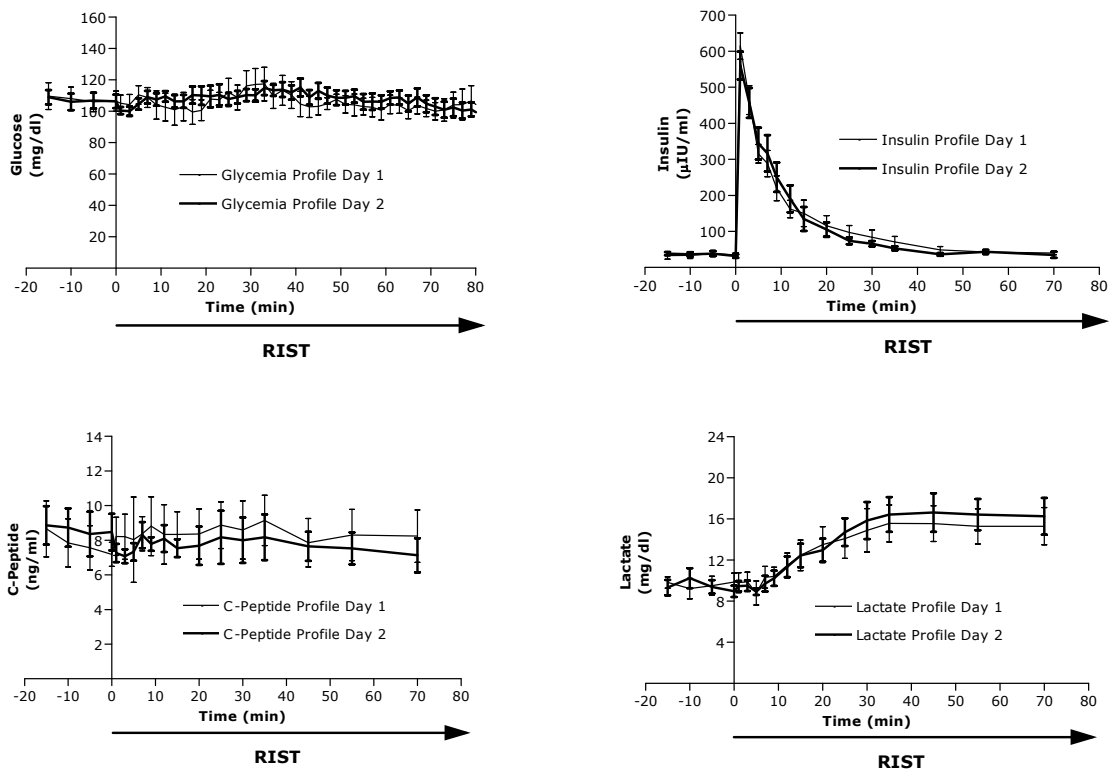 160
140
120
100
80
60
40
20
Glucose
(mg/dl)
Glycemia Profile Day 1
Glycemia Profile Day 2
-20 -10 0 10 20 30 40 50 60 70 80
Time (min)
RIST
700
600
500
400
300
200
100
Insulin
(µIU/ml)
Insulin Profile Day 1
Insulin Profile Day 2
-20 -10 0 10 20 30 40 50 60 70 80
Time (min)
RIST
14
12
10
8
6
4
2
C-Peptide
(ng/ml)
C-Peptide Profile Day 1
C-Peptide Profile Day 2
-20 -10 0 10 20 30 40 50 60 70 80
Time (min)
RIST
24
20
16
12
8
4
Lactate
(mg/dl)
Lactate Profile Day 1
Lactate Profile Day 2
-20 -10 0 10 20 30 40 50 60 70 80
Time (min)
RIST